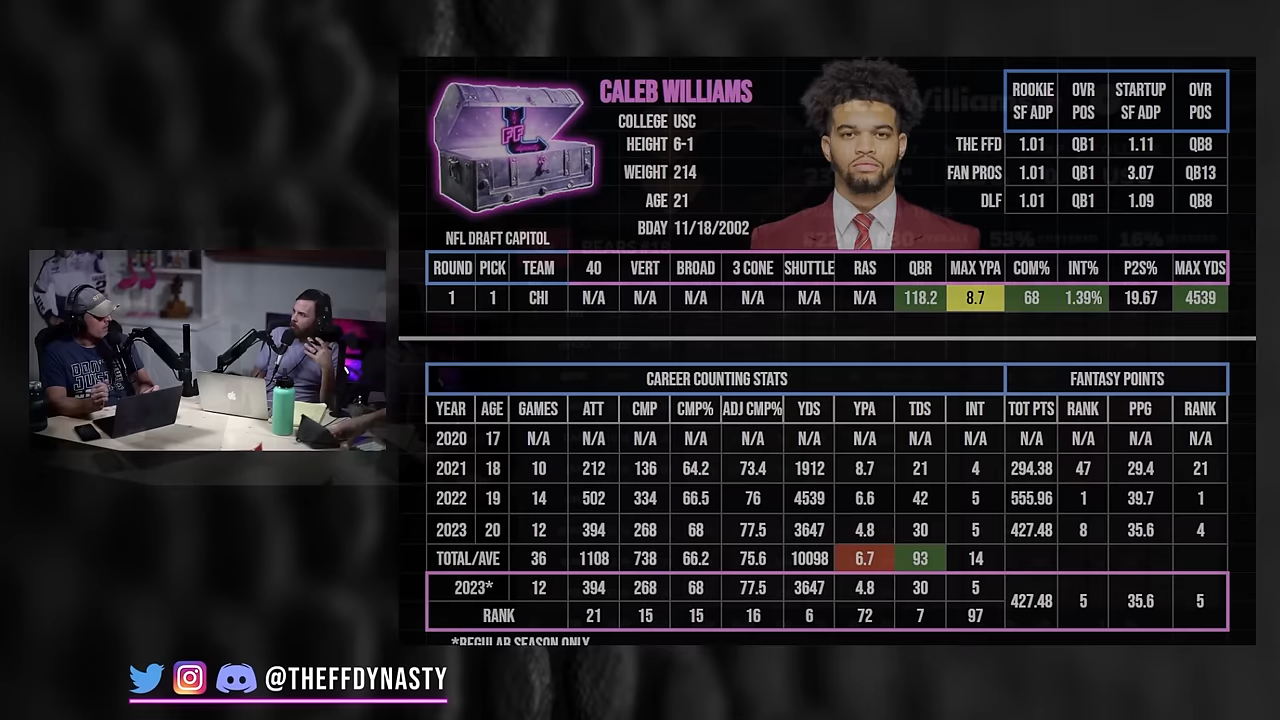 CALEB WILLIAMS
COLLEGE USC
HEIGHT 6-1
WEIGHT 214
AGE 21
BDAY 11/18/2002
ROOKIE SF ADP OVR POS STARTUP SF ADP OVR POS
THE FFD 1.01 QB1 1.11 QB8
FAN PROS 1.01 QB1 3.07 QB13
DLF 1.01 QB1 1.09 QB8
NFL DRAFT CAPITOL
ROUND PICK TEAM 40 VERT BROAD 3 CONE SHUTTLE RAS QBR MAX YPA COM% INT% P2S% MAX YDS
1 1 CHI N/A N/A N/A N/A N/A N/A 118.2 8.7 68 1.39% 19.67 4539
CAREER COUNTING STATS FANTASY POINTS
YEAR AGE GAMES ATT CMP CMP% ADJ CMP% YDS YPA TDS INT TOT PTS RANK PPG RANK
2020 17 N/A N/A N/A N/A N/A N/A N/A N/A N/A N/A N/A N/A N/A
2021 18 10 212 136 64.2 73.4 1912 8.7 21 4 294.38 47 29.4 21
2022 19 14 502 334 66.5 76 4539 6.6 42 5 555.96 1 39.7 1
2023 20 12 394 268 68 77.5 3647 4.8 30 5 427.48 8 35.6 4
TOTAL/AVE 36 1108 738 66.2 75.6 10098 6.7 93 14
2023* 12 394 268 68 77.5 3647 4.8 30 5 427.48 5 35.6 5
RANK 21 15 15 16 6 72 7 97
*REGULAR SEASON ONLY
@THEFFDYNASTY